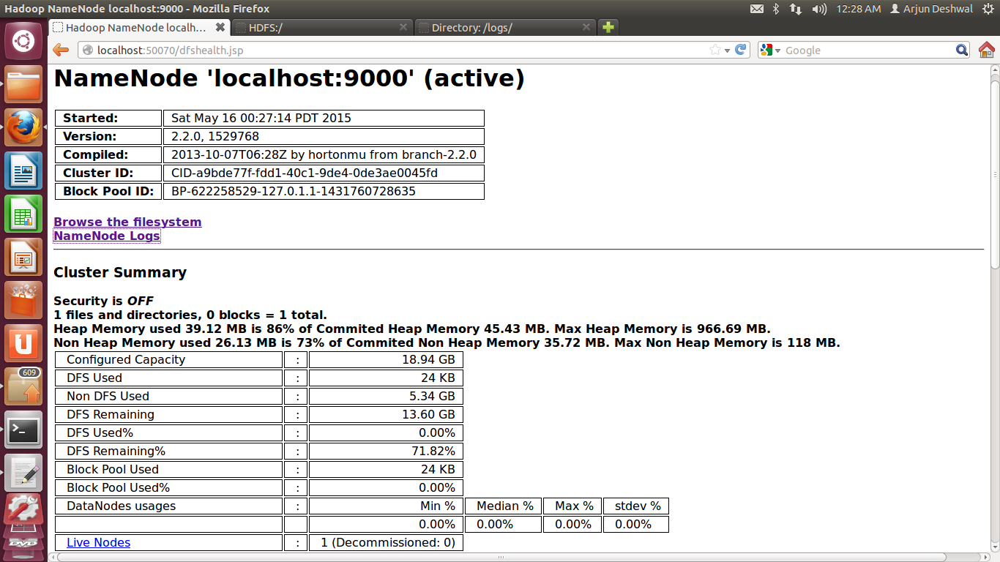 Hadoop NameNode localhost:9000 - Mozilla Firefox
12:28 AM Arjun Deshwal
Hadoop NameNode localh...
HDFS:/
Directory: /logs/
localhost:50070/dfshealth.jsp
Google
NameNode 'localhost:9000' (active)
Started: Sat May 16 00:27:14 PDT 2015
Version: 2.2.0, 1529768
Compiled: 2013-10-07T06:28Z by hortonmu from branch-2.2.0
Cluster ID: CID-a9bde77f-fdd1-40c1-9de4-0de3ae0045fd
Block Pool ID: BP-622258529-127.0.1.1-1431760728635
Browse the filesystem
NameNode Logs
Cluster Summary
Security is OFF
1 files and directories, 0 blocks = 1 total.
Heap Memory used 39.12 MB is 86% of Commited Heap Memory 45.43 MB. Max Heap Memory is 966.69 MB.
Non Heap Memory used 26.13 MB is 73% of Commited Non Heap Memory 35.72 MB. Max Non Heap Memory is 118 MB.
Configured Capacity : 18.94 GB
DFS Used : 24 KB
Non DFS Used : 5.34 GB
DFS Remaining : 13.60 GB
DFS Used% : 0.00%
DFS Remaining% : 71.82%
Block Pool Used : 24 KB
Block Pool Used% : 0.00%
DataNodes usages : Min % Median % Max % stdev %
0.00% 0.00% 0.00% 0.00%
Live Nodes : 1 (Decommissioned: 0)
609
DVD